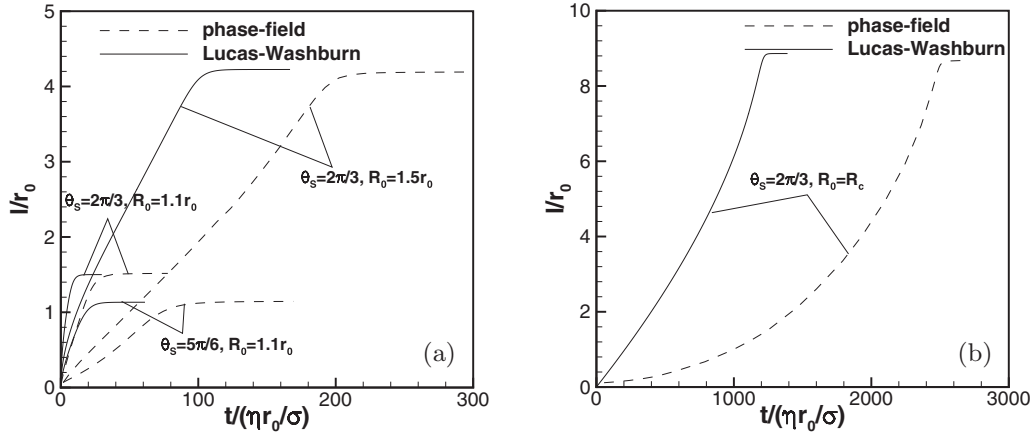 phase-field
Lucas-Washburn
θS=2π/3, R0=1.5r0
θS=2π/3, R0=1.1r0
θS=5π/6, R0=1.1r0
(a)
l/r0
0
1
2
3
4
5
0
100
200
300
t/(ηr0/σ)
phase-field
Lucas-Washburn
θS=2π/3, R0=Rc
(b)
l/r0
0
2
4
6
8
10
0
1000
2000
3000
t/(ηr0/σ)